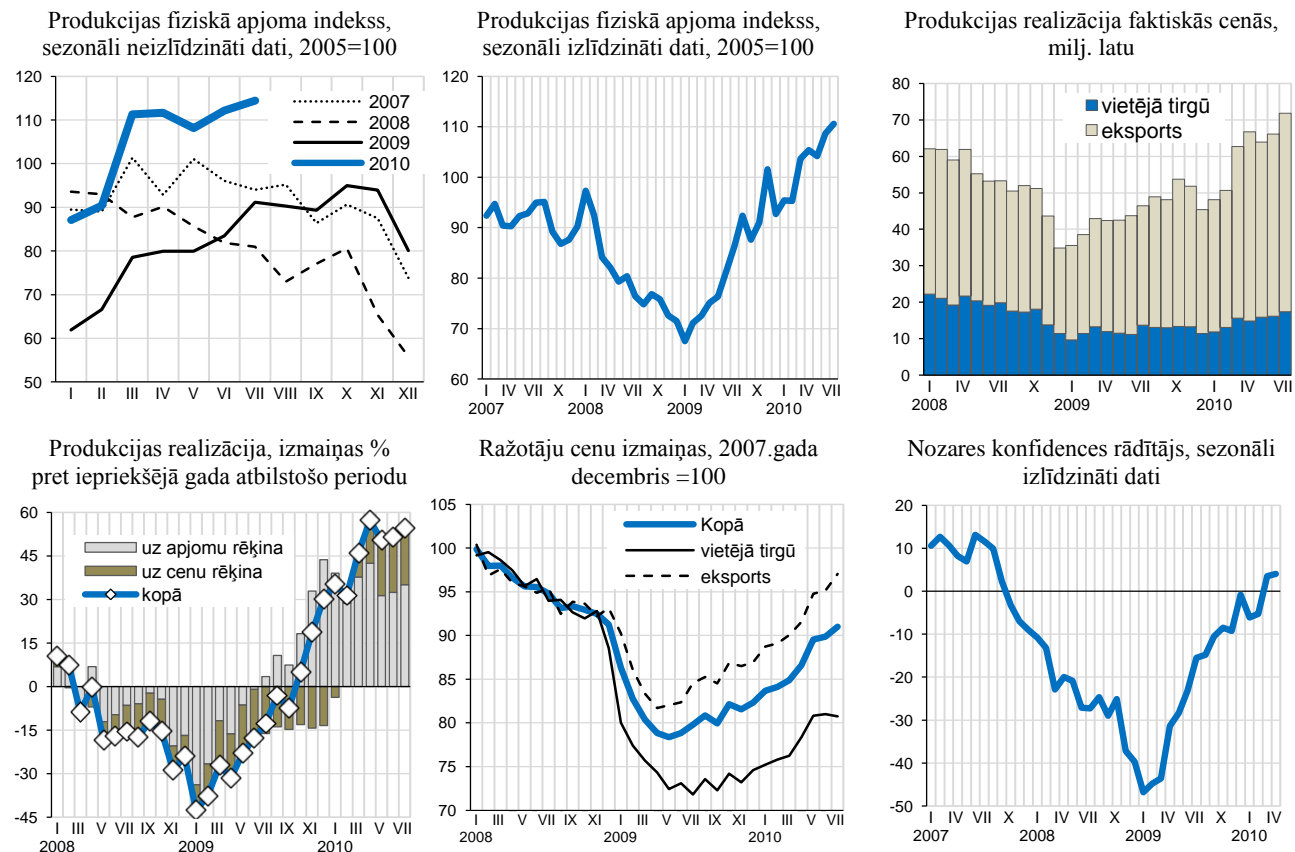 Produkcijas fiziskā apjoma indekss,
sezonāli neizlīdzināti dati, 2005=100
120
110
100
90
80
70
60
50
2007
2008
2009
2010
I II III IV V VI VII VIII IX X XI XII
Produkcijas fiziskā apjoma indekss,
sezonāli izlīdzināti dati, 2005=100
120
110
100
90
80
70
60
I IV VII X I IV VII X I IV VII X I IV VII
2007 2008 2009 2010
Produkcijas realizācija faktiskās cenās,
milj. latu
80
70
60
50
40
30
20
10
0
vietējā tirgū
eksports
I IV VII X I IV VII X I IV VII
2008 2009 2010
Produkcijas realizācija, izmaiņas %
pret iepriekšējā gada atbilstošo periodu
60
45
30
15
0
-15
-30
-45
uz apjomu rēķina
uz cenu rēķina
kopā
I III V VII IX XI I III V VII IX XI I III V VII
2008 2009 2010
Ražotāju cenu izmaiņas, 2007.gada
decembris =100
105
100
95
90
85
80
75
70
Kopā
vietējā tirgū
eksports
I III V VII IX XI I III V VII IX XI I III V VII
2008 2009 2010
Nozares konfidences rādītājs, sezonāli
izlīdzināti dati
20
10
0
-10
-20
-30
-40
-50
I IV VII X I IV VII X I IV VII X I IV
2007 2008 2009 2010